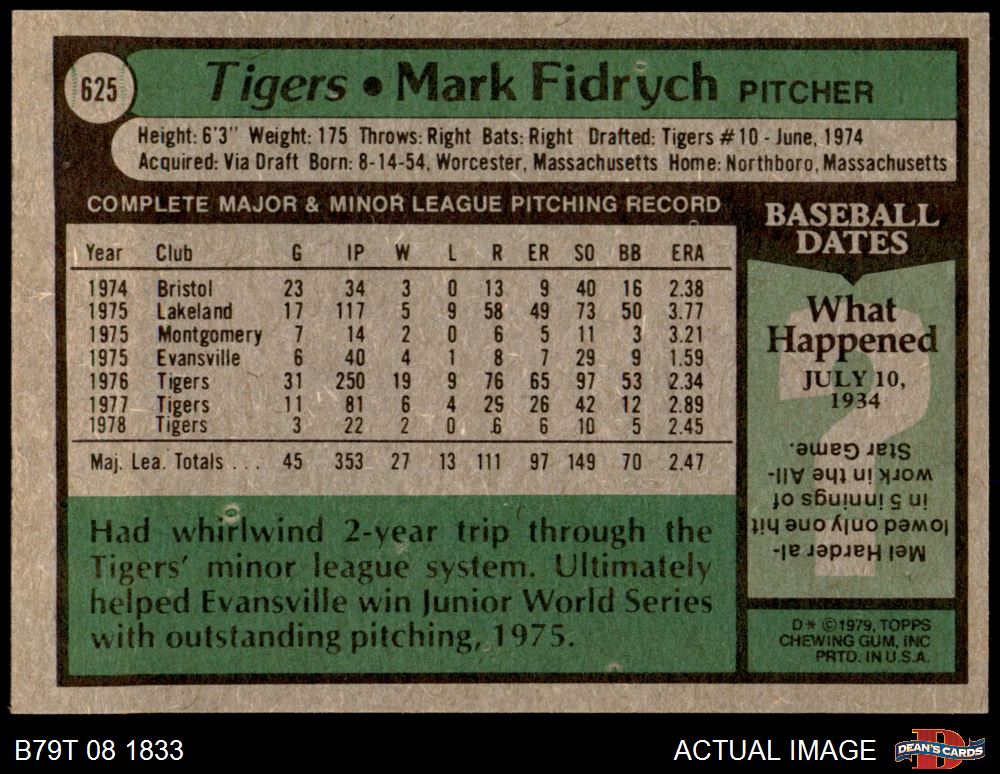 625
Tigers • Mark Fidrych PITCHER
Height: 6'3" Weight: 175 Throws: Right Bats: Right Drafted: Tigers #10 - June, 1974
Acquired: Via Draft Born: 8-14-54, Worcester, Massachusetts Home: Northboro, Massachusetts
COMPLETE MAJOR & MINOR LEAGUE PITCHING RECORD
Year Club G IP W L R ER SO BB ERA
1974 Bristol 23 34 3 0 13 9 40 16 2.38
1975 Lakeland 17 117 5 9 58 49 73 50 3.77
1975 Montgomery 7 14 2 0 6 5 11 3 3.21
1975 Evansville 6 40 4 1 8 7 29 9 1.59
1976 Tigers 31 250 19 9 76 65 97 53 2.34
1977 Tigers 11 81 6 4 29 26 42 12 2.89
1978 Tigers 3 22 2 0 6 6 10 5 2.45
Maj. Lea. Totals ... 45 353 27 13 111 97 149 70 2.47
Had whirlwind 2-year trip through the
Tigers' minor league system. Ultimately
helped Evansville win Junior World Series
with outstanding pitching, 1975.
BASEBALL
DATES
What
Happened
JULY 10,
1934
Mel Harder al-
lowed only one hit
in 5 innings of
work in the All-
Star Game.
D* ©1979, TOPPS
CHEWING GUM, INC
PRTD. IN U.S.A.
B79T 08 1833
ACTUAL IMAGE
DEAN'S CARDS